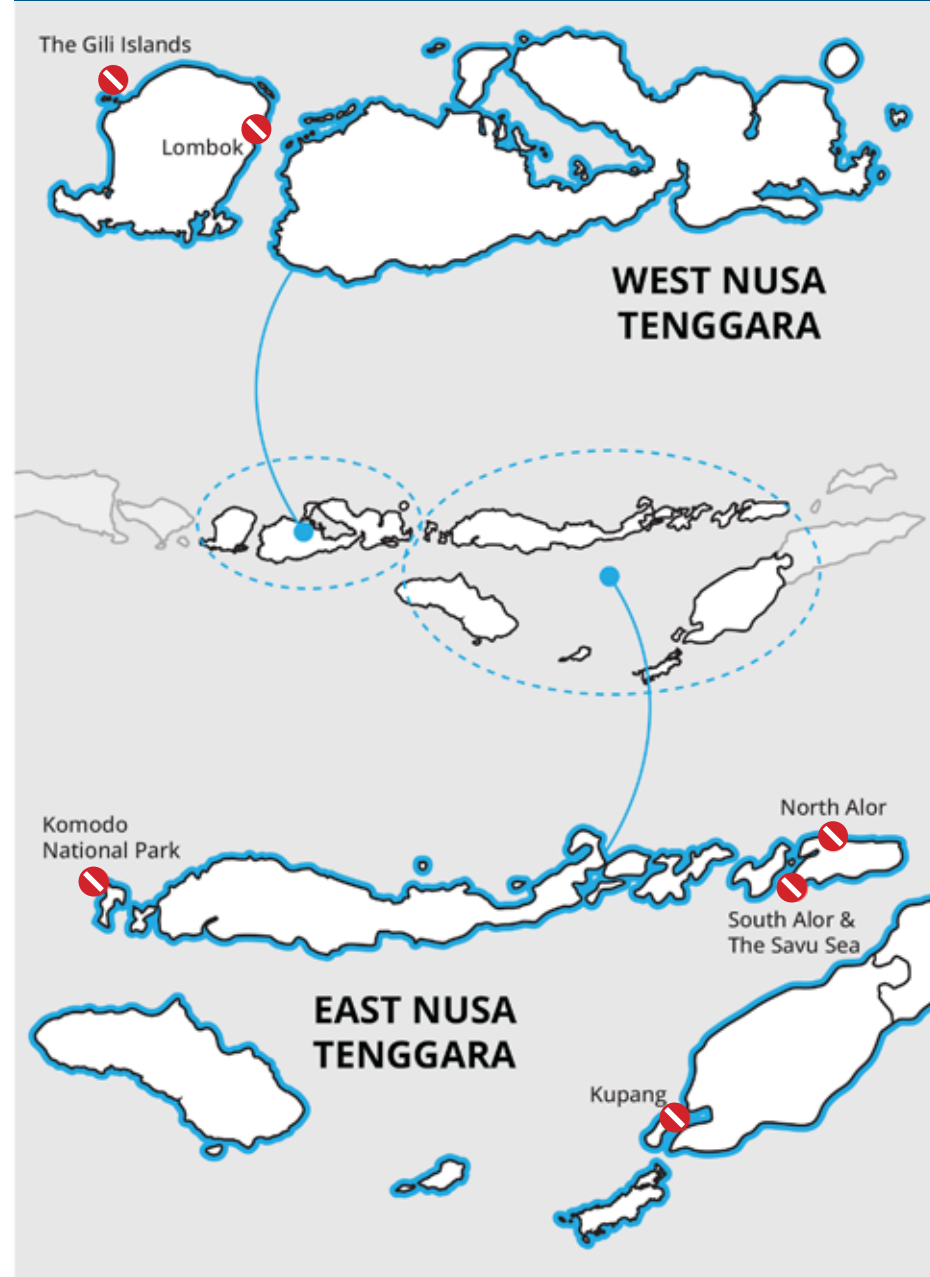 The Gili Islands
Lombok
WEST NUSA
TENGGARA
Komodo
National Park
North Alor
South Alor &
The Savu Sea
EAST NUSA
TENGGARA
Kupang